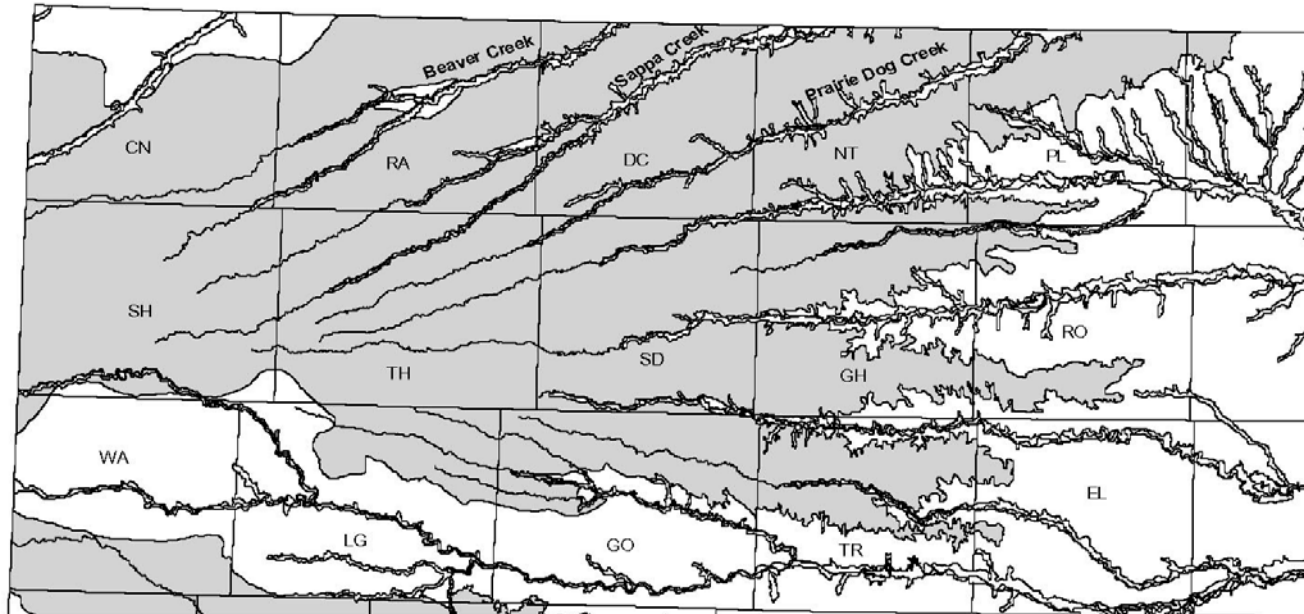 Beaver Creek
Sappa Creek
Prairie Dog Creek
CN
RA
DC
NT
PL
SH
TH
SD
GH
RO
WA
LG
GO
TR
EL